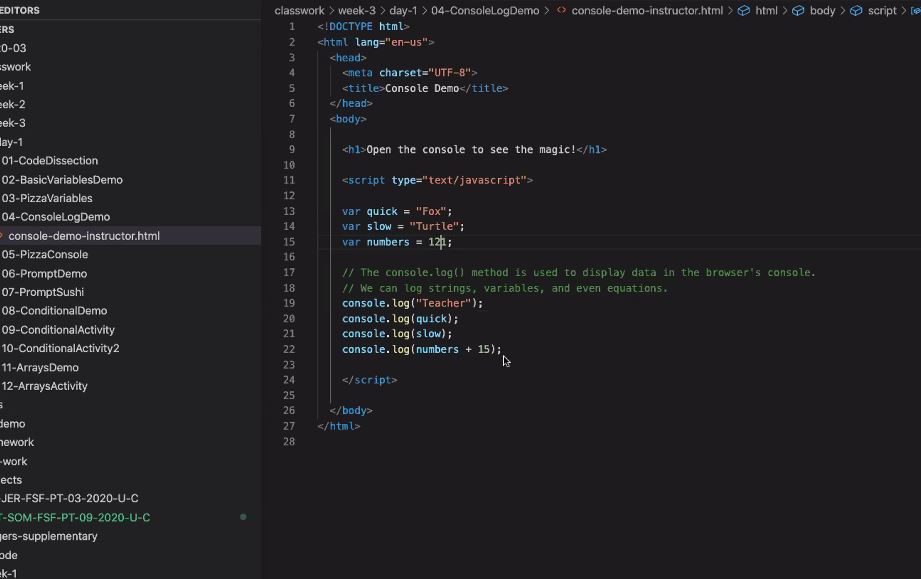 EDITORS
classwork > week-3 > day-1 > 04-ConsoleLogDemo > <> console-demo-instructor.html > html > body > script >
ERS
0-03
swork
eek-1
eek-2
eek-3
lay-1
01-CodeDissection
02-BasicVariablesDemo
03-PizzaVariables
04-ConsoleLogDemo
console-demo-instructor.html
05-PizzaConsole
06-PromptDemo
07-PromptSushi
08-ConditionalDemo
09-ConditionalActivity
10-ConditionalActivity2
11-ArraysDemo
12-ArraysActivity
s
demo
nework
-work
ects
-JER-FSF-PT-03-2020-U-C
T-SOM-FSF-PT-09-2020-U-C
gers-supplementary
ode
ek-1
1 <!DOCTYPE html>
2 <html lang="en-us">
3 <head>
4 <meta charset="UTF-8">
5 <title>Console Demo</title>
6 </head>
7 <body>
8
9 <h1>Open the console to see the magic!</h1>
10
11 <script type="text/javascript">
12
13 var quick = "Fox";
14 var slow = "Turtle";
15 var numbers = 121;
16
17 // The console.log() method is used to display data in the browser's console.
18 // We can log strings, variables, and even equations.
19 console.log("Teacher");
20 console.log(quick);
21 console.log(slow);
22 console.log(numbers + 15);
23
24 </script>
25
26 </body>
27 </html>
28